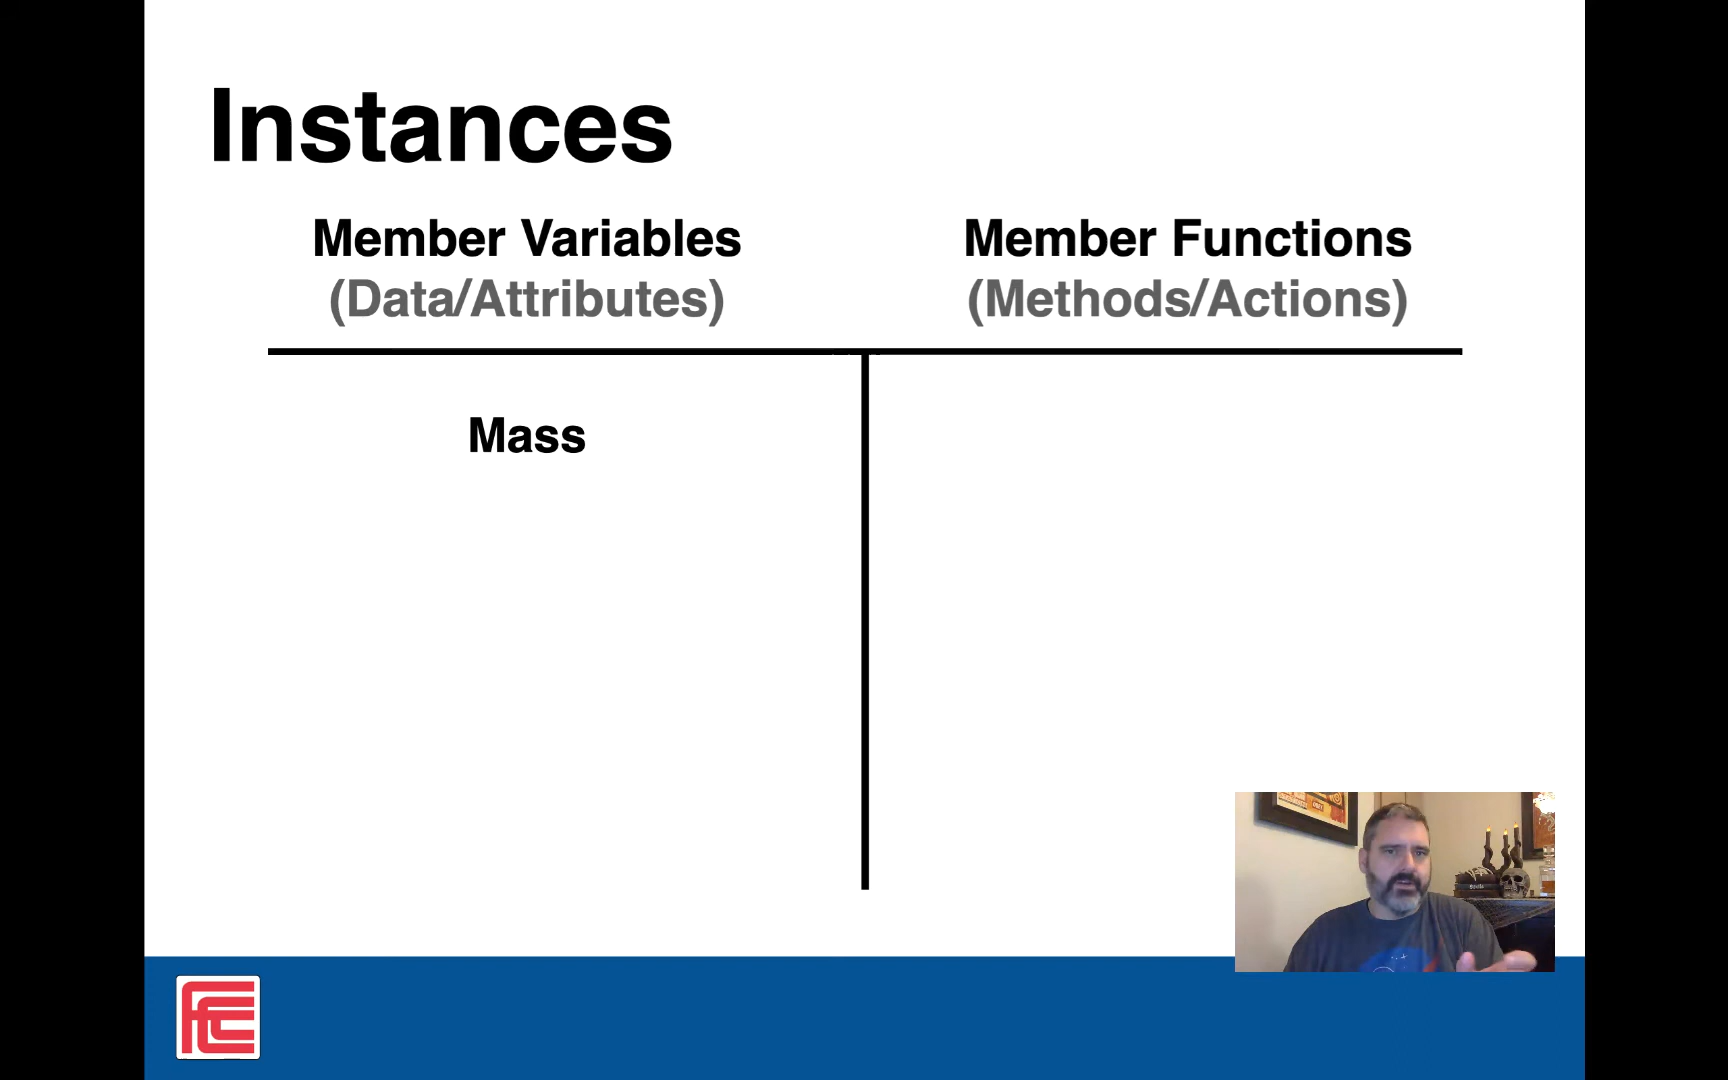 Instances
Member Variables
(Data/Attributes)
Member Functions
(Methods/Actions)
Mass